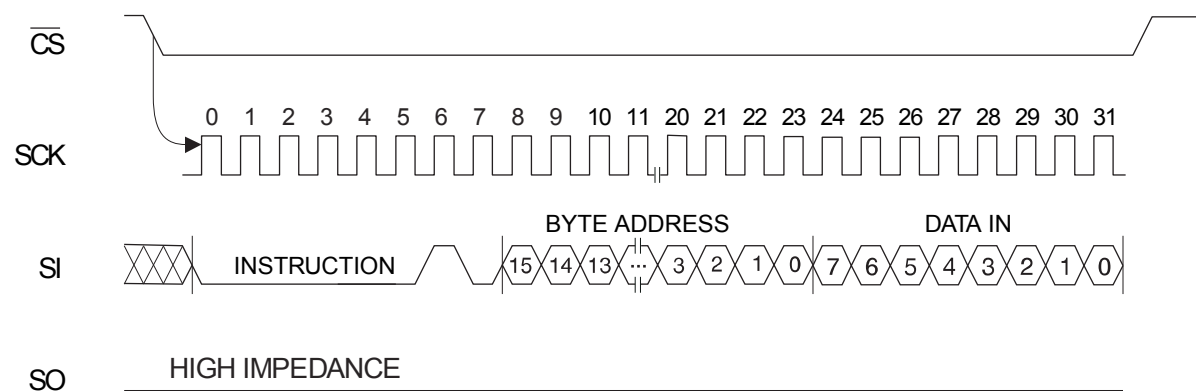 CS
0 1 2 3 4 5 6 7 8 9 10 11 20 21 22 23 24 25 26 27 28 29 30 31
SCK
BYTE ADDRESS DATA IN
SI INSTRUCTION 15 14 13 ... 3 2 1 0 7 6 5 4 3 2 1 0
HIGH IMPEDANCE
SO